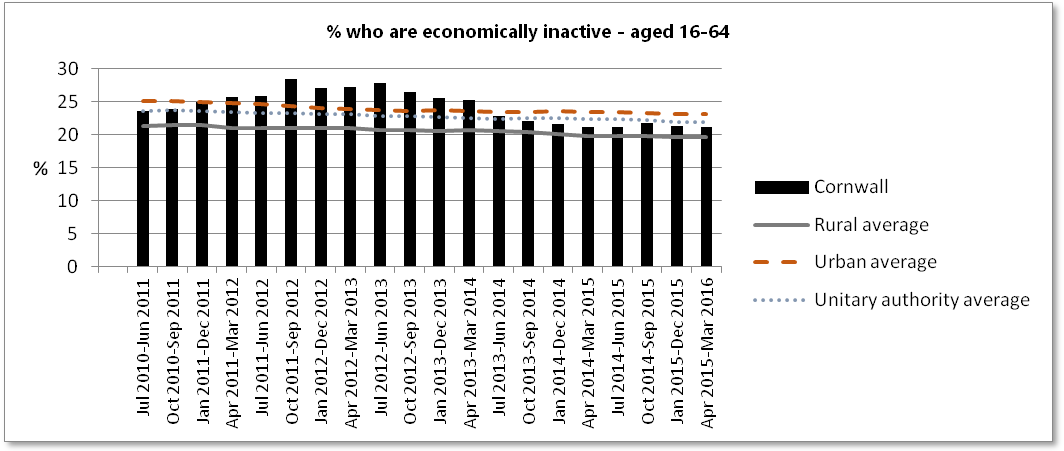 % who are economically inactive - aged 16-64
30
25
20
15
10
5
0
%
Jul 2010-Jun 2011
Oct 2010-Sep 2011
Jan 2011-Dec 2011
Apr 2011-Mar 2012
Jul 2011-Jun 2012
Oct 2011-Sep 2012
Jan 2012-Dec 2012
Apr 2012-Mar 2013
Jul 2012-Jun 2013
Oct 2012-Sep 2013
Jan 2013-Dec 2013
Apr 2013-Mar 2014
Jul 2013-Jun 2014
Oct 2013-Sep 2014
Jan 2014-Dec 2014
Apr 2014-Mar 2015
Jul 2014-Jun 2015
Oct 2014-Sep 2015
Jan 2015-Dec 2015
Apr 2015-Mar 2016
Cornwall
Rural average
Urban average
Unitary authority average